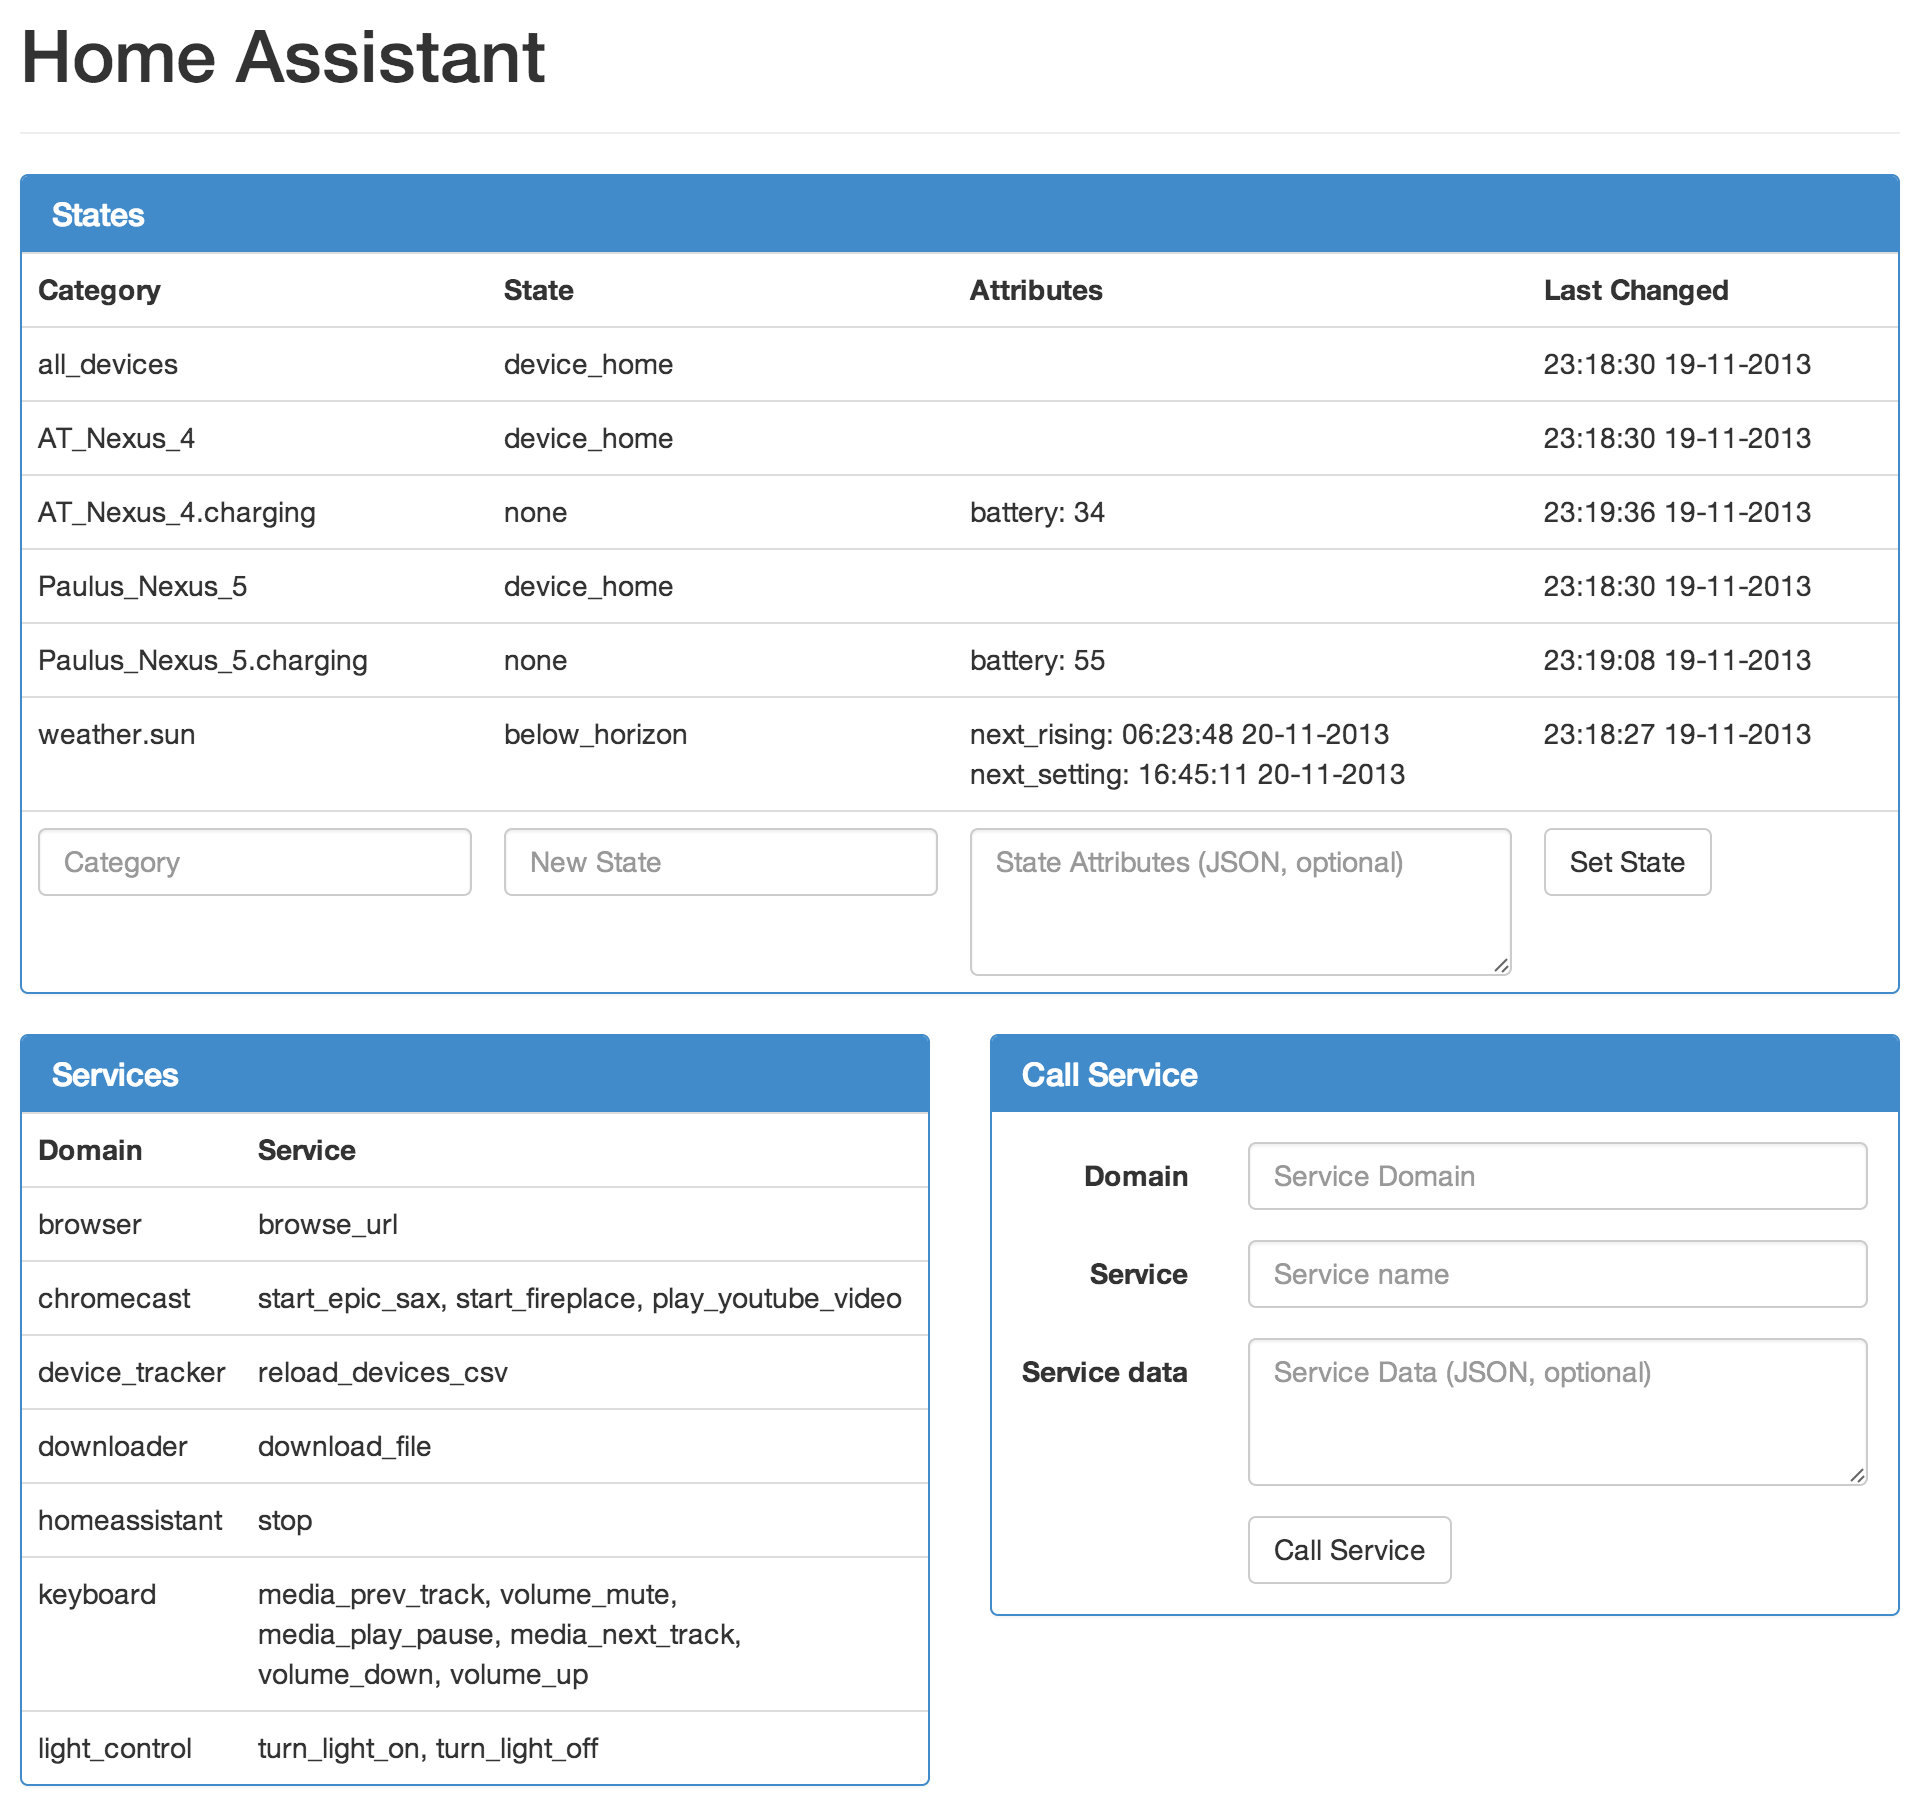 Home Assistant
States
Category State Attributes Last Changed
all_devices device_home 23:18:30 19-11-2013
AT_Nexus_4 device_home 23:18:30 19-11-2013
AT_Nexus_4.charging none battery: 34 23:19:36 19-11-2013
Paulus_Nexus_5 device_home 23:18:30 19-11-2013
Paulus_Nexus_5.charging none battery: 55 23:19:08 19-11-2013
weather.sun below_horizon next_rising: 06:23:48 20-11-2013 23:18:27 19-11-2013
next_setting: 16:45:11 20-11-2013
Category New State State Attributes (JSON, optional) Set State
Services
Domain Service
browser browse_url
chromecast start_epic_sax, start_fireplace, play_youtube_video
device_tracker reload_devices_csv
downloader download_file
homeassistant stop
keyboard media_prev_track, volume_mute,
media_play_pause, media_next_track,
volume_down, volume_up
light_control turn_light_on, turn_light_off
Call Service
Domain Service Domain
Service Service name
Service data Service Data (JSON, optional)
Call Service